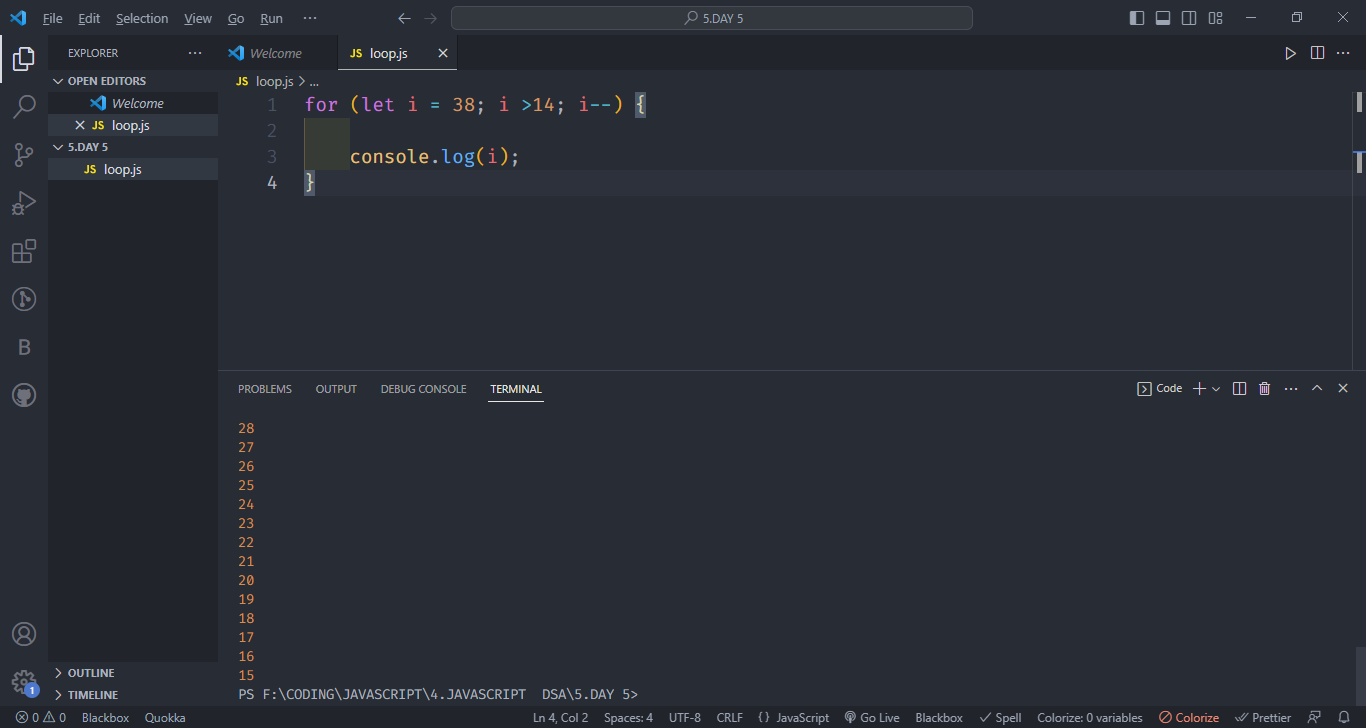 File Edit Selection View Go Run ··· 5.DAY 5
EXPLORER ···
OPEN EDITORS
Welcome
JS loop.js
5.DAY 5
JS loop.js
OUTLINE
TIMELINE
B
1
Welcome JS loop.js
JS loop.js > ...
1 for (let i = 38; i >14; i--) {
2
3 console.log(i);
4 }
PROBLEMS OUTPUT DEBUG CONSOLE TERMINAL Code
28
27
26
25
24
23
22
21
20
19
18
17
16
15
PS F:\CODING\JAVASCRIPT\4.JAVASCRIPT  DSA\5.DAY 5>
0 0 Blackbox Quokka Ln 4, Col 2 Spaces: 4 UTF-8 CRLF {} JavaScript Go Live Blackbox Spell Colorize: 0 variables Colorize Prettier